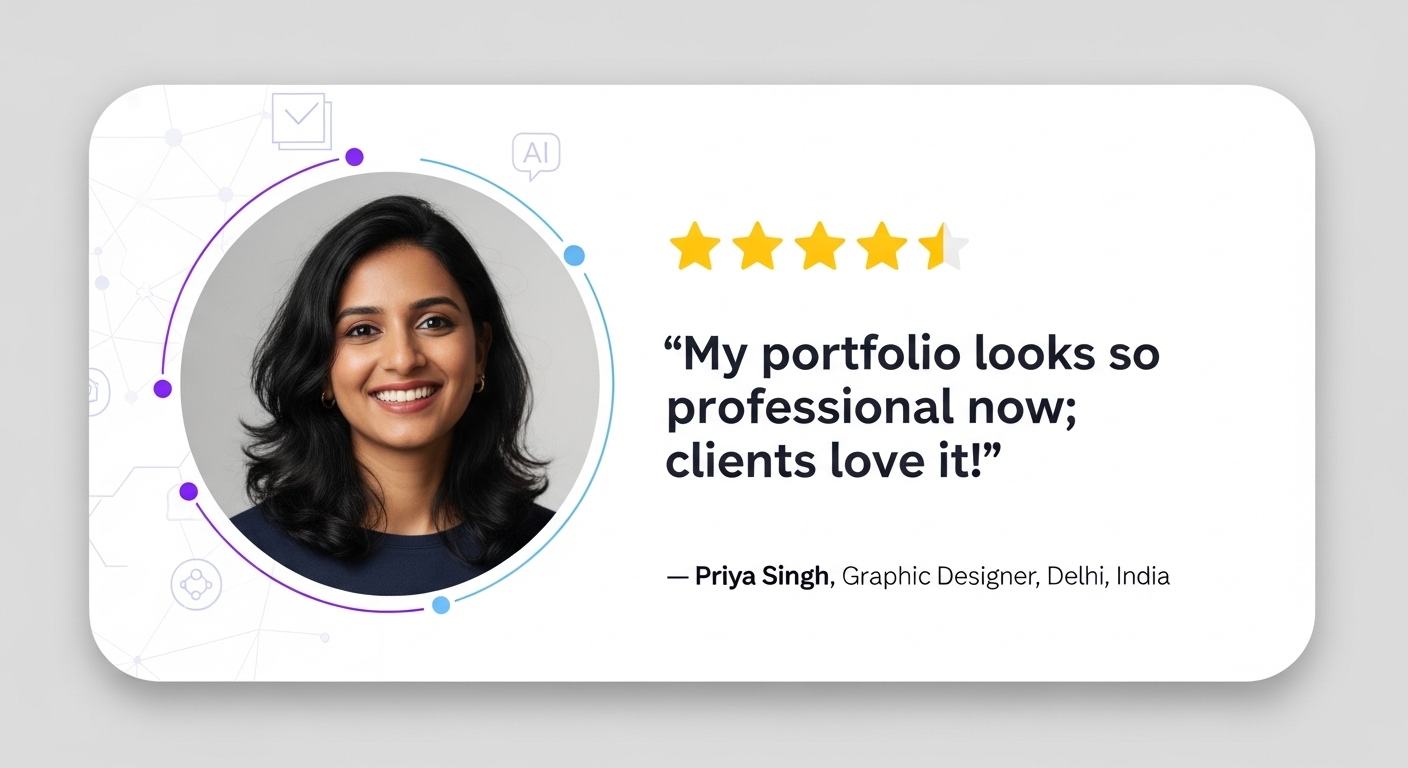 AI
“My portfolio looks so
professional now;
clients love it!”
— Priya Singh, Graphic Designer, Delhi, India